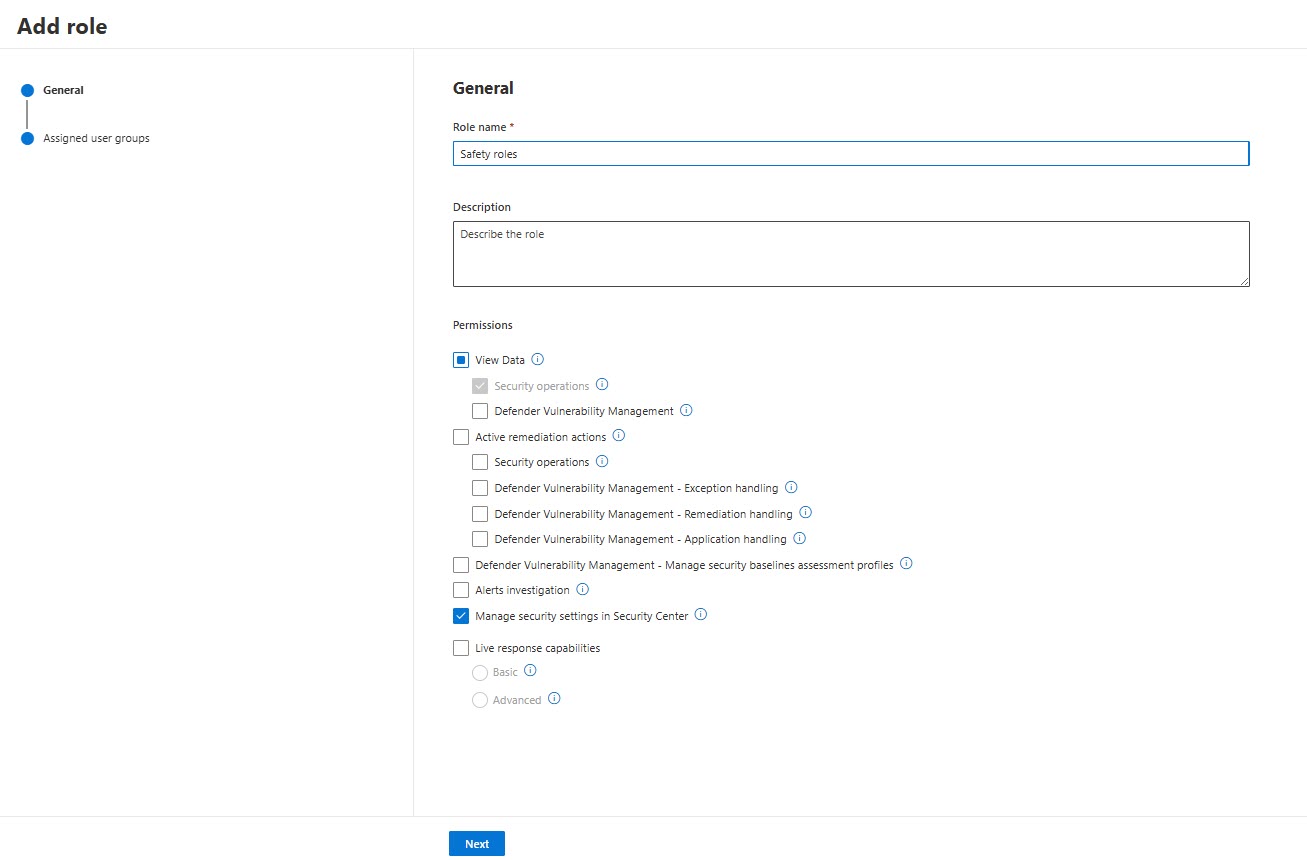 Add role
General
Assigned user groups
General
Role name *
Safety roles
Description
Describe the role
Permissions
View Data
Security operations
Defender Vulnerability Management
Active remediation actions
Security operations
Defender Vulnerability Management - Exception handling
Defender Vulnerability Management - Remediation handling
Defender Vulnerability Management - Application handling
Defender Vulnerability Management - Manage security baselines assessment profiles
Alerts investigation
Manage security settings in Security Center
Live response capabilities
Basic
Advanced
Next